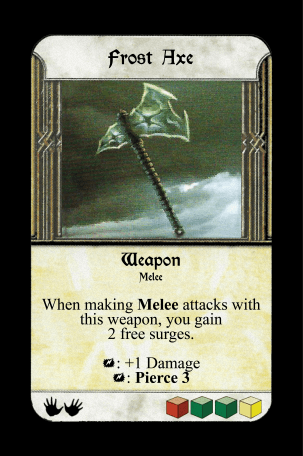 Frost Axe
Weapon
Melee
When making Melee attacks with
this weapon, you gain
2 free surges.
: +1 Damage
: Pierce 3